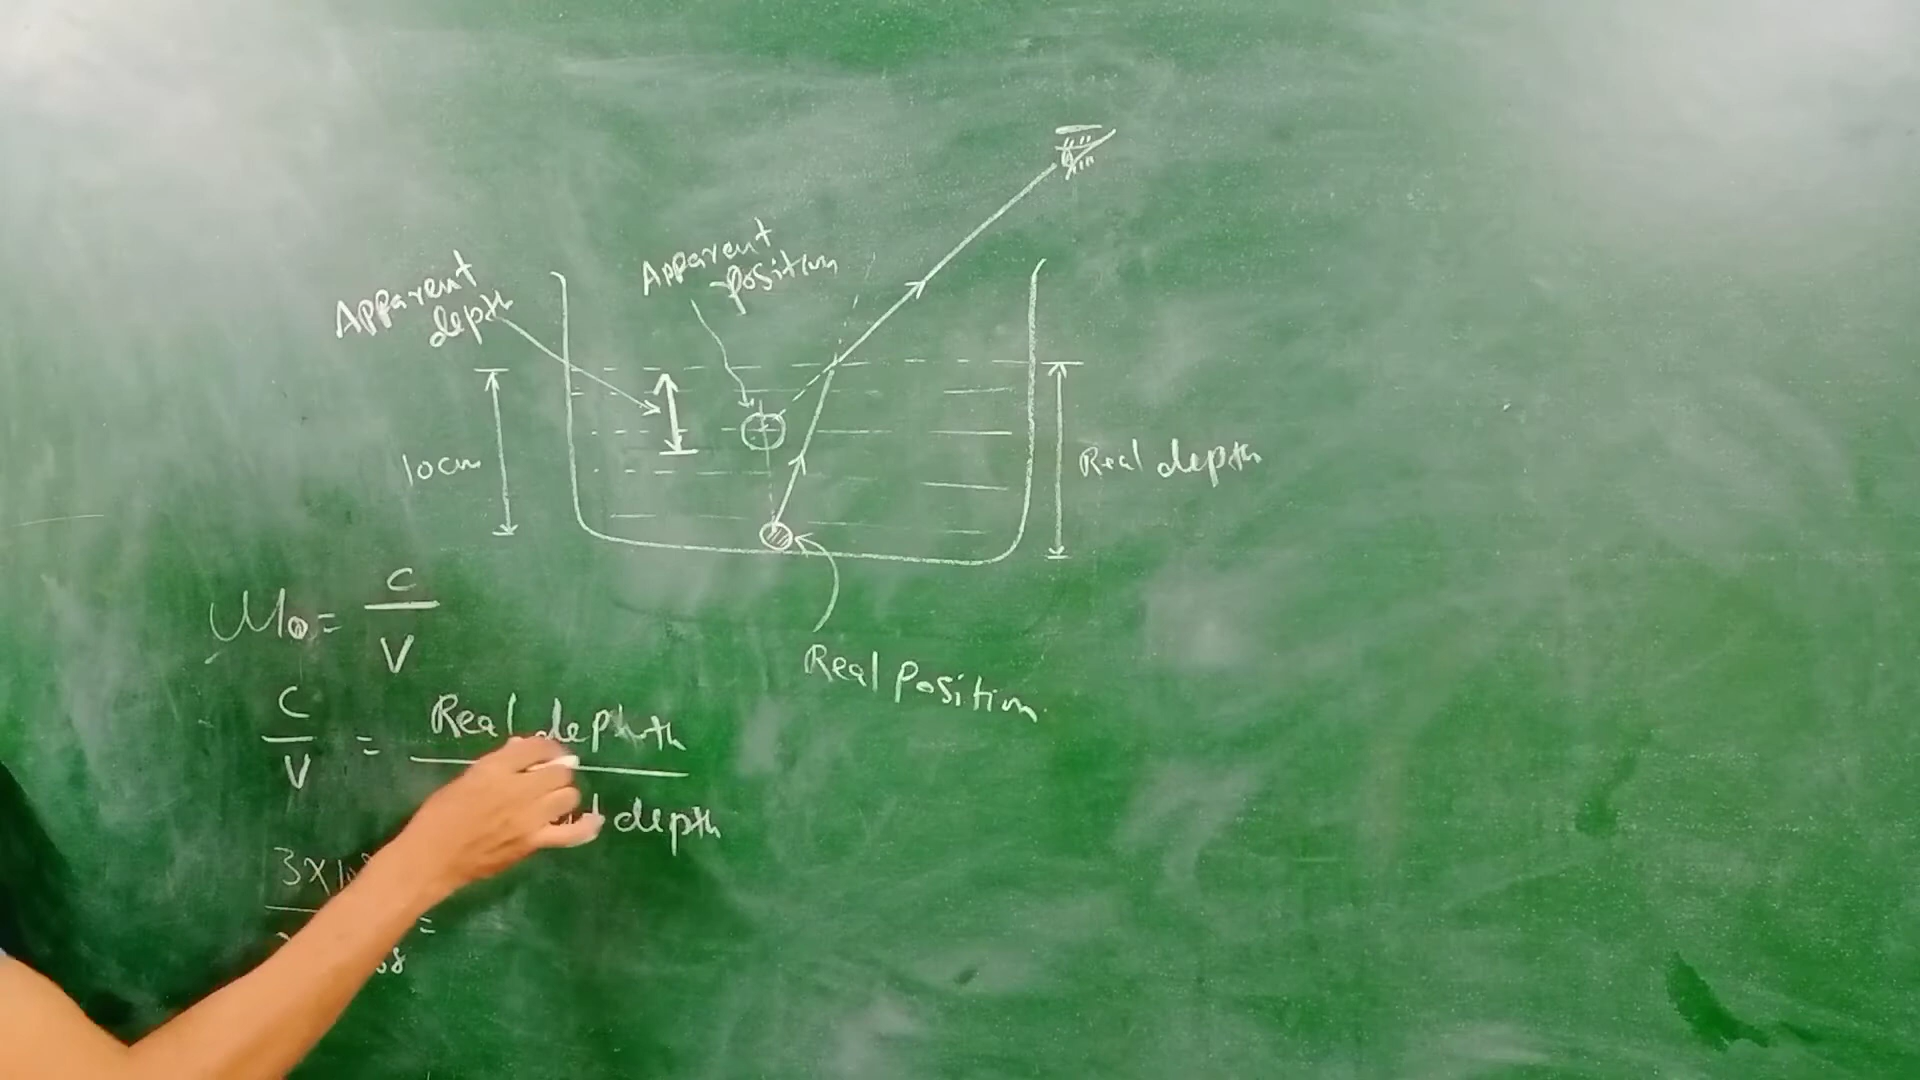 Apparent
depth
Apparent
position
10cm
Real depth
Real Position
μ = C
V
C
V
=
Real depth
depth
3×10
=